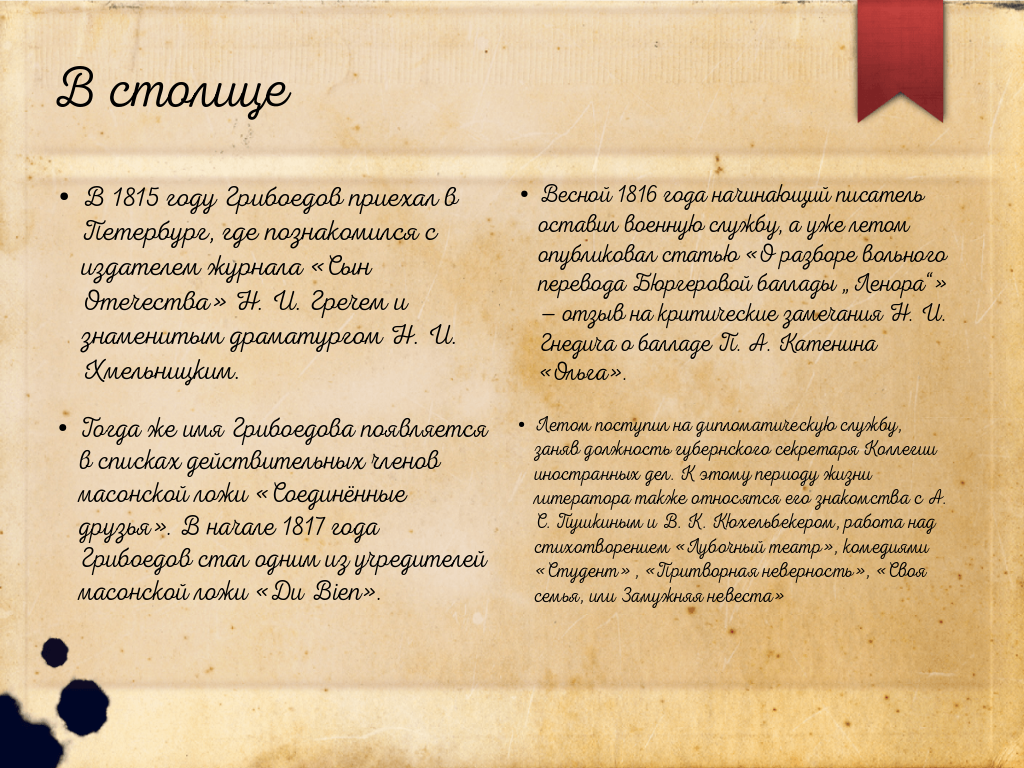 В столице
• В 1815 году Грибоедов приехал в
Петербург, где познакомился с
издателем журнала «Сын
Отечества» Н. И. Гречем и
знаменитым драматургом Н. И.
Хмельницким.
• Тогда же имя Грибоедова появляется
в списках действительных членов
масонской ложи «Соединённые
друзья». В начале 1817 года
Грибоедов стал одним из учредителей
масонской ложи «Du Bien».
• Весной 1816 года начинающий писатель
оставил военную службу, а уже летом
опубликовал статью «О разборе вольного
перевода Бюргеровой баллады „Ленора“»
— отзыв на критические замечания Н. И.
Гнедича о балладе П. А. Катенина
«Ольга».
• Летом поступил на дипломатическую службу,
заняв должность губернского секретаря Коллегии
иностранных дел. К этому периоду жизни
литератора также относятся его знакомства с А.
С. Пушкиным и В. К. Кюхельбекером, работа над
стихотворением «Лубочный театр», комедиями
«Студент» , «Притворная неверность», «Своя
семья, или Замужняя невеста»